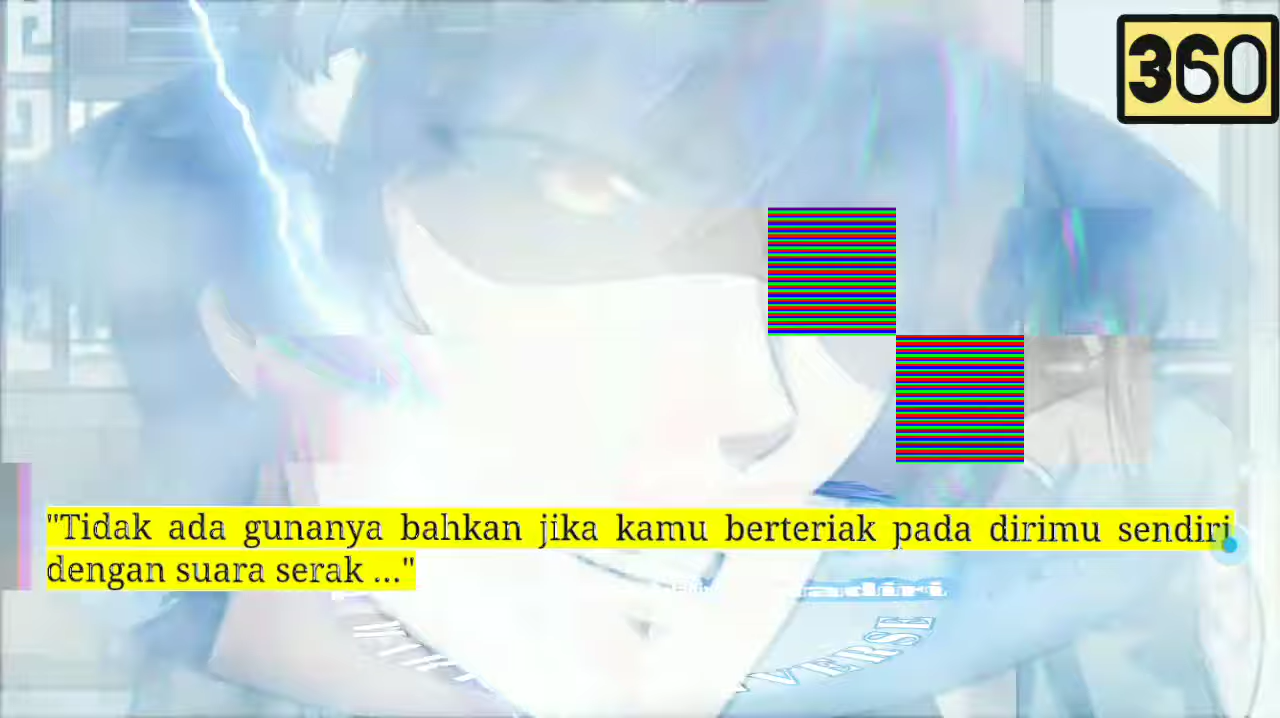 360
"Tidak ada gunanya bahkan jika kamu berteriak pada dirimu sendiri
dengan suara serak ..."